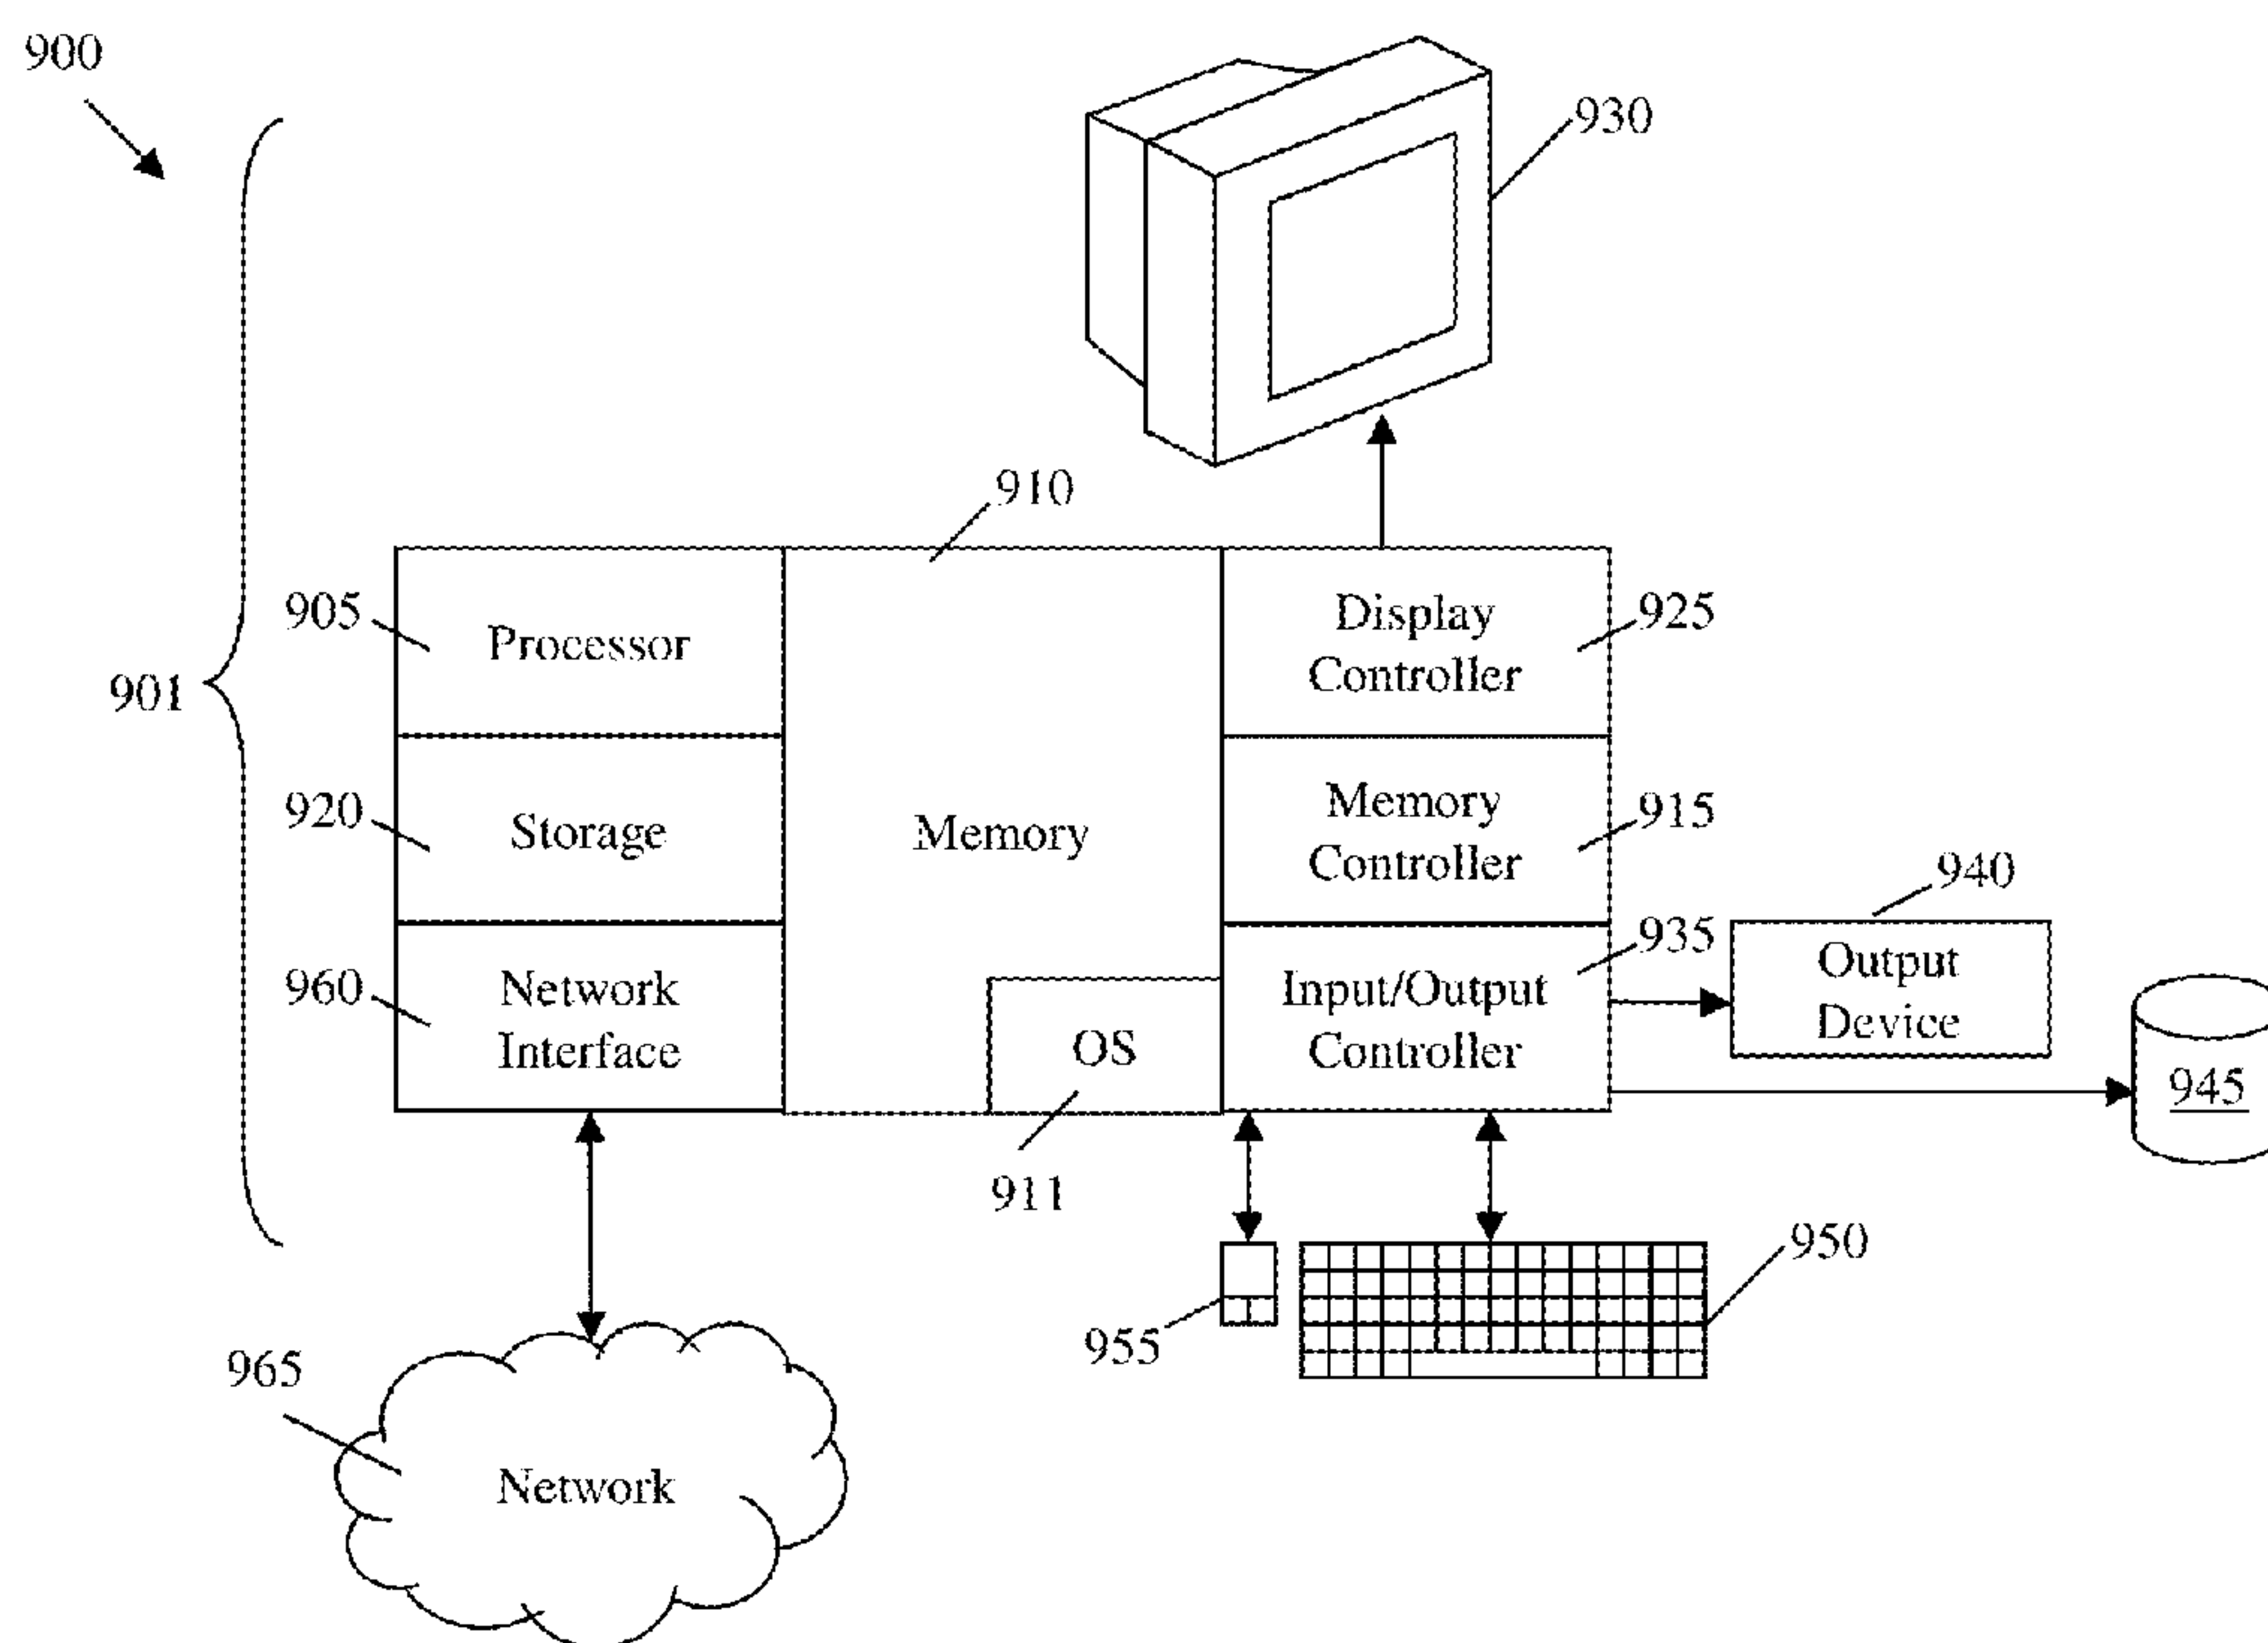 900
930
910
905
Processor
Display
Controller
925
901
920
Storage
Memory
Memory
Controller
915
940
960
Network
Interface
OS
935
Input/Output
Controller
Output
Device
945
911
955
950
965
Network